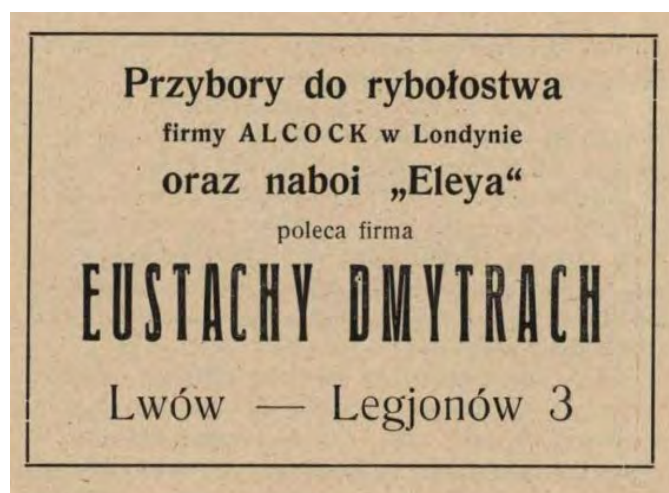 Przybory do rybołostwa
firmy ALCOCK w Londynie
oraz naboi „Eleya“
poleca firma
EUSTACHY DMYTRACH
Lwów — Legjonów 3